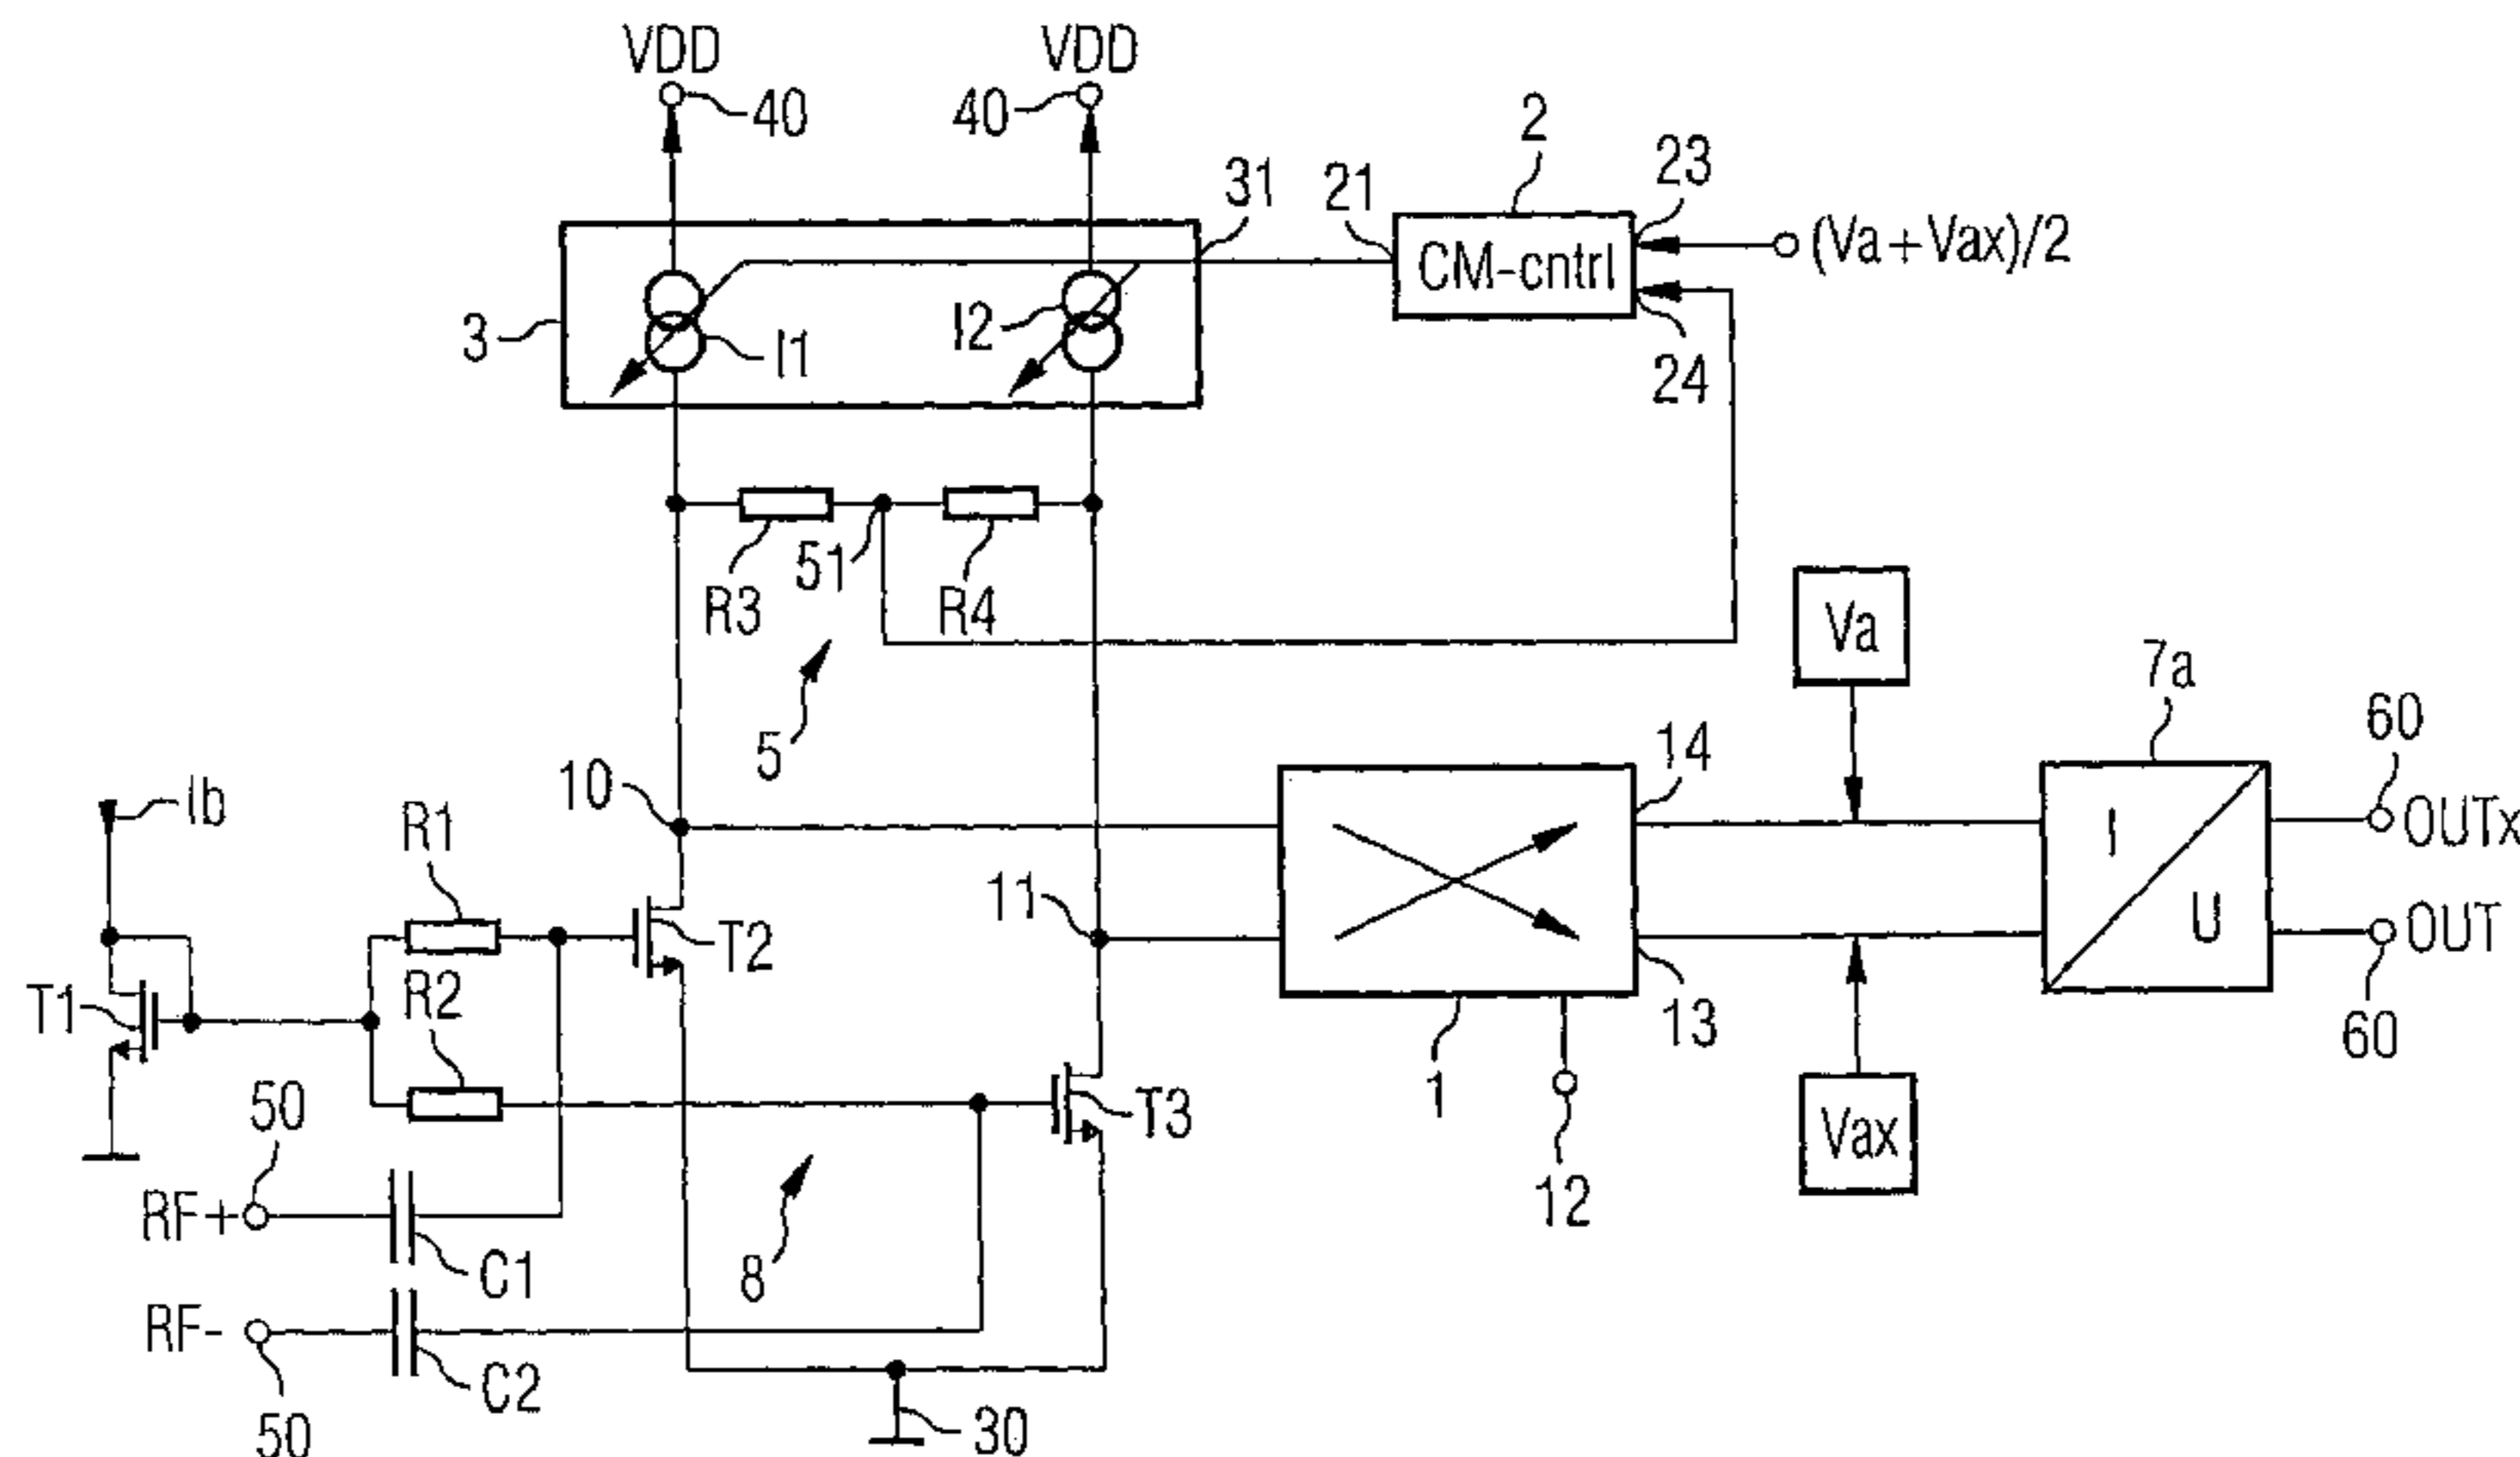 VDD
VDD
40
40
2
23
31
21
(Va+Vax)/2
CM-cntrl
3
I1
I2
24
51
R3
R4
Va
7a
5
14
60
10
Ib
R1
I
OUTx
11
T2
U
OUT
R2
T1
13
60
50
1
T3
Vax
12
RF+
C1
8
RF-
C2
50
30